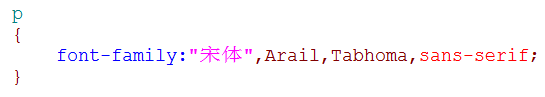 p
{
    font-family:"宋体",Arail,Tabhoma,sans-serif;
}